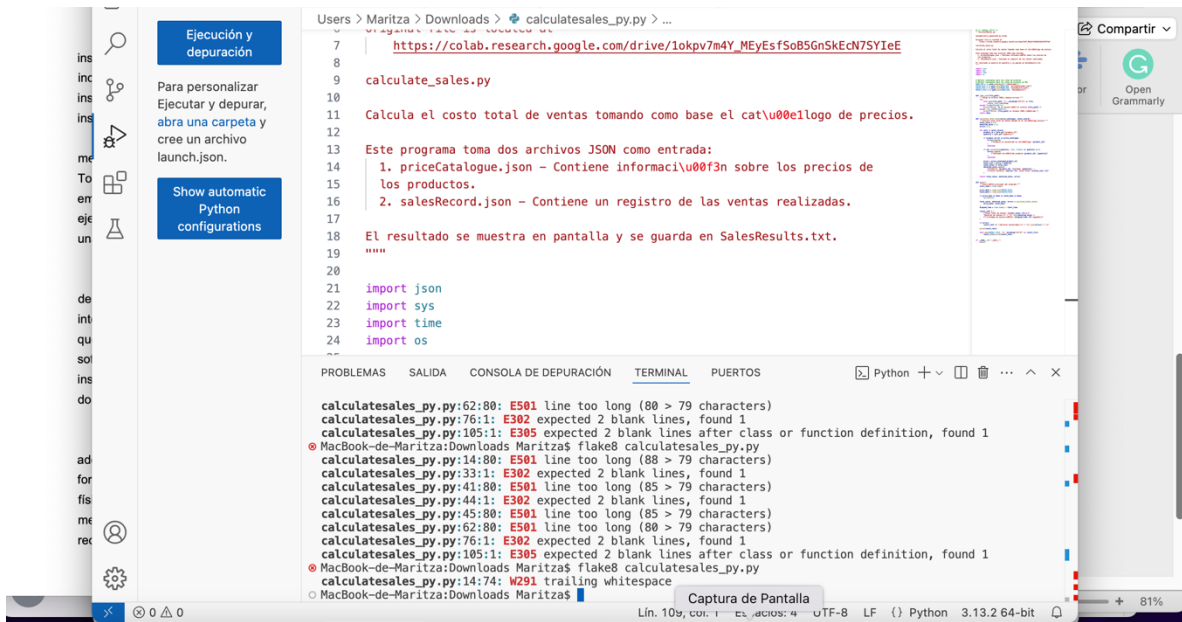 Users > Maritza > Downloads > calculatesales_py.py > ...
Compartir
Ejecución y
depuración
Para personalizar
Ejecutar y depurar,
abra una carpeta y
cree un archivo
launch.json.
Show automatic
Python
configurations
6 Original file is located at
7 https://colab.research.google.com/drive/1okpv7m4Y_MEyEsfSoB5GnSkEcN7SYIeE
8
9 calculate_sales.py
10
11 Calcula el costo total de ventas tomando como base el cat\u00e1logo de precios.
12
13 Este programa toma dos archivos JSON como entrada:
14 1. priceCatalogue.json – Contiene informaci\u00f3n sobre los precios de
15 los productos.
16 2. salesRecord.json – Contiene un registro de las ventas realizadas.
17
18 El resultado se muestra en pantalla y se guarda en SalesResults.txt.
19 """
20
21 import json
22 import sys
23 import time
24 import os
Open
Grammarly
PROBLEMAS SALIDA CONSOLA DE DEPURACIÓN TERMINAL PUERTOS Python
calculatesales_py.py:62:80: E501 line too long (80 > 79 characters)
calculatesales_py.py:76:1: E302 expected 2 blank lines, found 1
calculatesales_py.py:105:1: E305 expected 2 blank lines after class or function definition, found 1
MacBook-de-Maritza:Downloads Maritza$ flake8 calculatesales_py.py
calculatesales_py.py:14:80: E501 line too long (88 > 79 characters)
calculatesales_py.py:33:1: E302 expected 2 blank lines, found 1
calculatesales_py.py:41:80: E501 line too long (85 > 79 characters)
calculatesales_py.py:44:1: E302 expected 2 blank lines, found 1
calculatesales_py.py:45:80: E501 line too long (85 > 79 characters)
calculatesales_py.py:62:80: E501 line too long (80 > 79 characters)
calculatesales_py.py:76:1: E302 expected 2 blank lines, found 1
calculatesales_py.py:105:1: E305 expected 2 blank lines after class or function definition, found 1
MacBook-de-Maritza:Downloads Maritza$ flake8 calculatesales_py.py
calculatesales_py.py:14:74: W291 trailing whitespace
MacBook-de-Maritza:Downloads Maritza$
Captura de Pantalla
0 0 Lín. 109, col. 1 Espacios: 4 UTF-8 LF {} Python 3.13.2 64-bit
81%